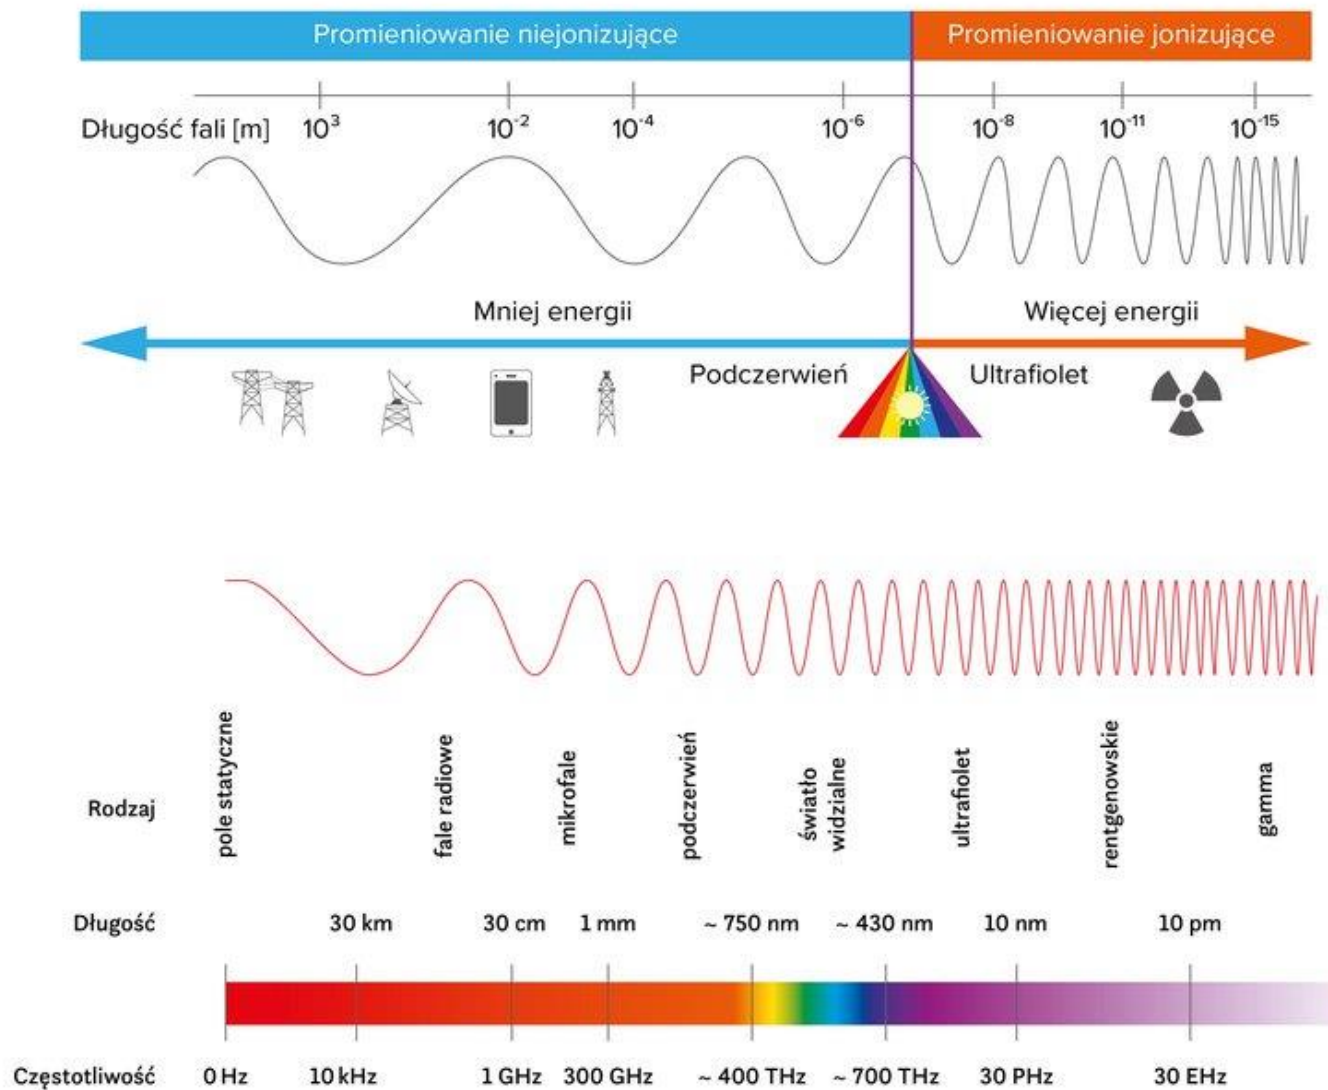 Promieniowanie niejonizujące Promieniowanie jonizujące
Długość fali [m] 10³ 10⁻² 10⁻⁴ 10⁻⁶ 10⁻⁸ 10⁻¹¹ 10⁻¹⁵
Mniej energii Więcej energii
Podczerwień Ultrafiolet
Rodzaj pole statyczne fale radiowe mikrofale podczerwień światło widzialne ultrafiolet rentgenowskie gamma
Długość 30 km 30 cm 1 mm ~ 750 nm ~ 430 nm 10 nm 10 pm
Częstotliwość 0 Hz 10 kHz 1 GHz 300 GHz ~ 400 THz ~ 700 THz 30 PHz 30 EHz